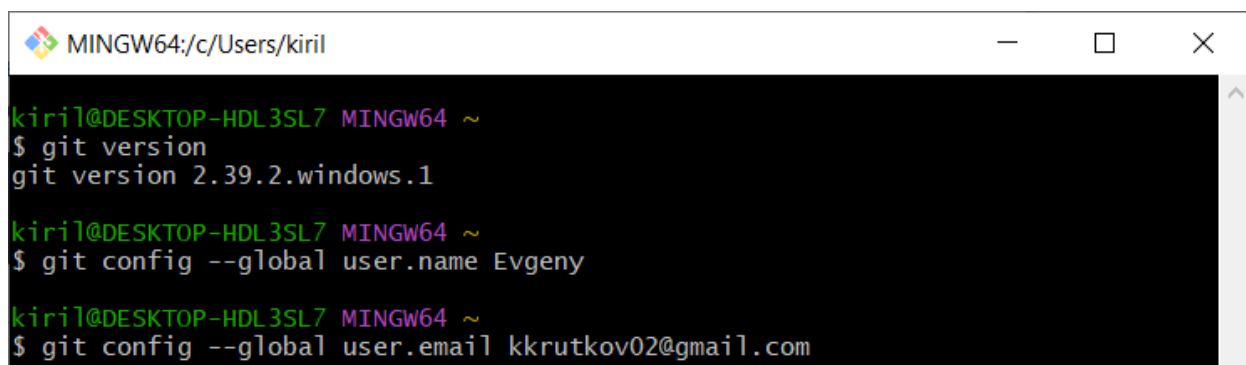 MINGW64:/c/Users/kiril
kiril@DESKTOP-HDL3SL7 MINGW64 ~
$ git version
git version 2.39.2.windows.1
kiril@DESKTOP-HDL3SL7 MINGW64 ~
$ git config --global user.name Evgeny
kiril@DESKTOP-HDL3SL7 MINGW64 ~
$ git config --global user.email kkrutkov02@gmail.com